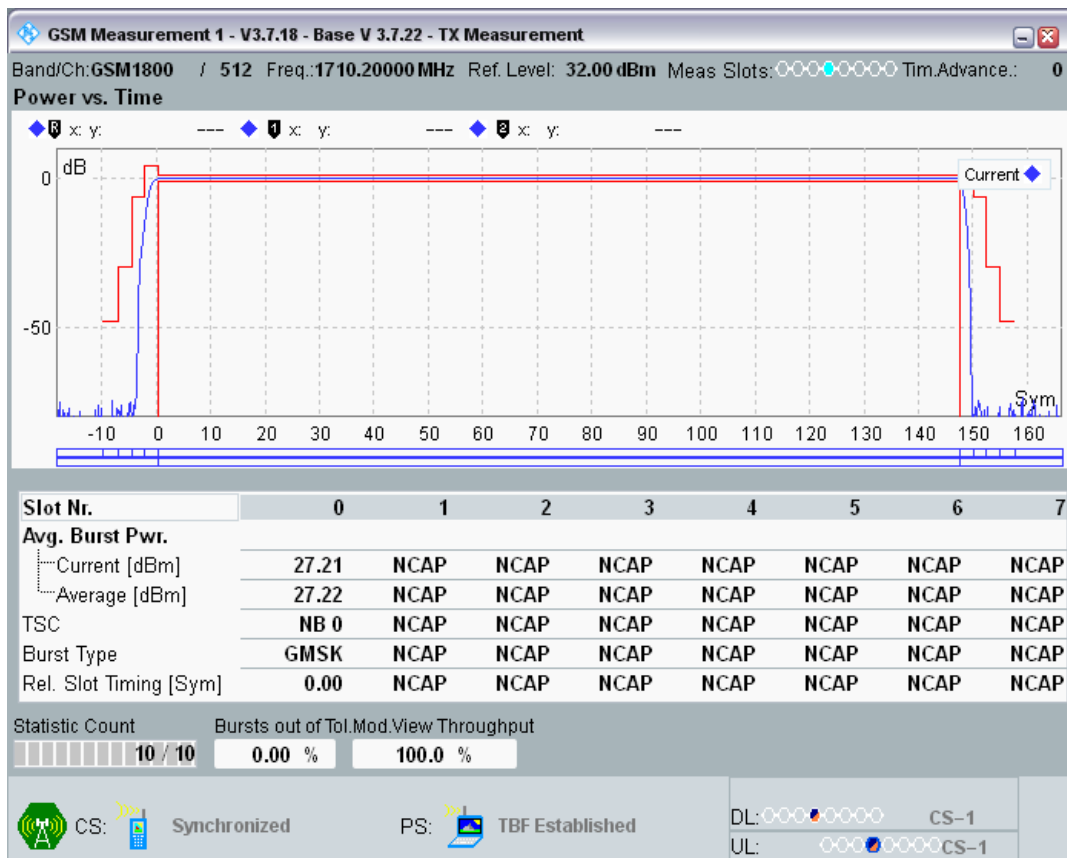 GSM Measurement 1 - V3.7.18 - Base V 3.7.22 - TX Measurement
Band/Ch:GSM1800 / 512 Freq.:1710.20000 MHz Ref. Level: 32.00 dBm Meas Slots: Tim.Advance.: 0
Power vs. Time
R x: y: --- 1 x: y: --- 2 x: y: ---
dB
0
Current
-50
Sym
-10 0 10 20 30 40 50 60 70 80 90 100 110 120 130 140 150 160
Slot Nr. 0 1 2 3 4 5 6 7
Avg. Burst Pwr.
Current [dBm] 27.21 NCAP NCAP NCAP NCAP NCAP NCAP NCAP
Average [dBm] 27.22 NCAP NCAP NCAP NCAP NCAP NCAP NCAP
TSC NB 0 NCAP NCAP NCAP NCAP NCAP NCAP NCAP
Burst Type GMSK NCAP NCAP NCAP NCAP NCAP NCAP NCAP
Rel. Slot Timing [Sym] 0.00 NCAP NCAP NCAP NCAP NCAP NCAP NCAP
Statistic Count Bursts out of Tol.Mod.View Throughput
10 / 10 0.00 % 100.0 %
CS: Synchronized PS: TBF Established
DL: CS-1
UL: CS-1